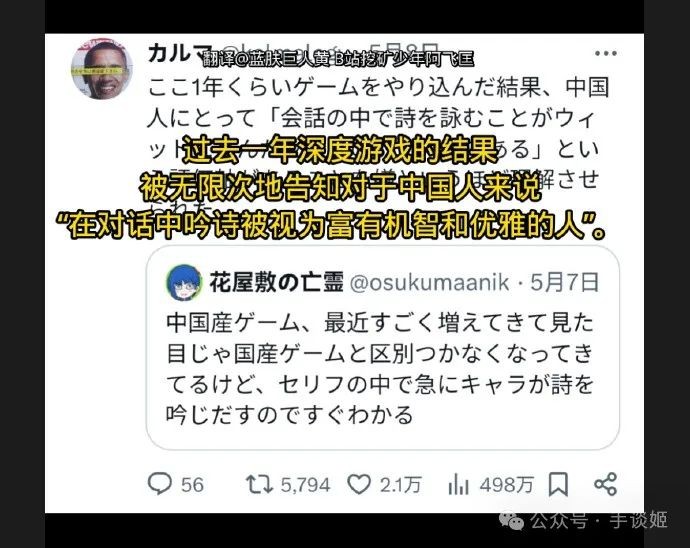 カルマ
5月8日
翻译@蓝肤巨人黄 B站挖矿少年阿飞匡
ここ1年くらいゲームをやり込んだ結果、中国
人にとって「会話の中で詩を詠むことがウィ
ット
ある」とい
过去一年深度游戏的结果
被无限次地告知对于中国人来说
“在对话中吟诗被视为富有机智和优雅的人”。
花屋敷の亡霊 @osukumaanik · 5月7日
中国産ゲーム、最近すごく増えてきて見た
目じゃ国産ゲームと区別つかなくなってき
てるけど、セリフの中で急にキャラが詩を
吟じだすのですぐわかる
56 5,794 2.1万 498万
公众号 · 手谈姬